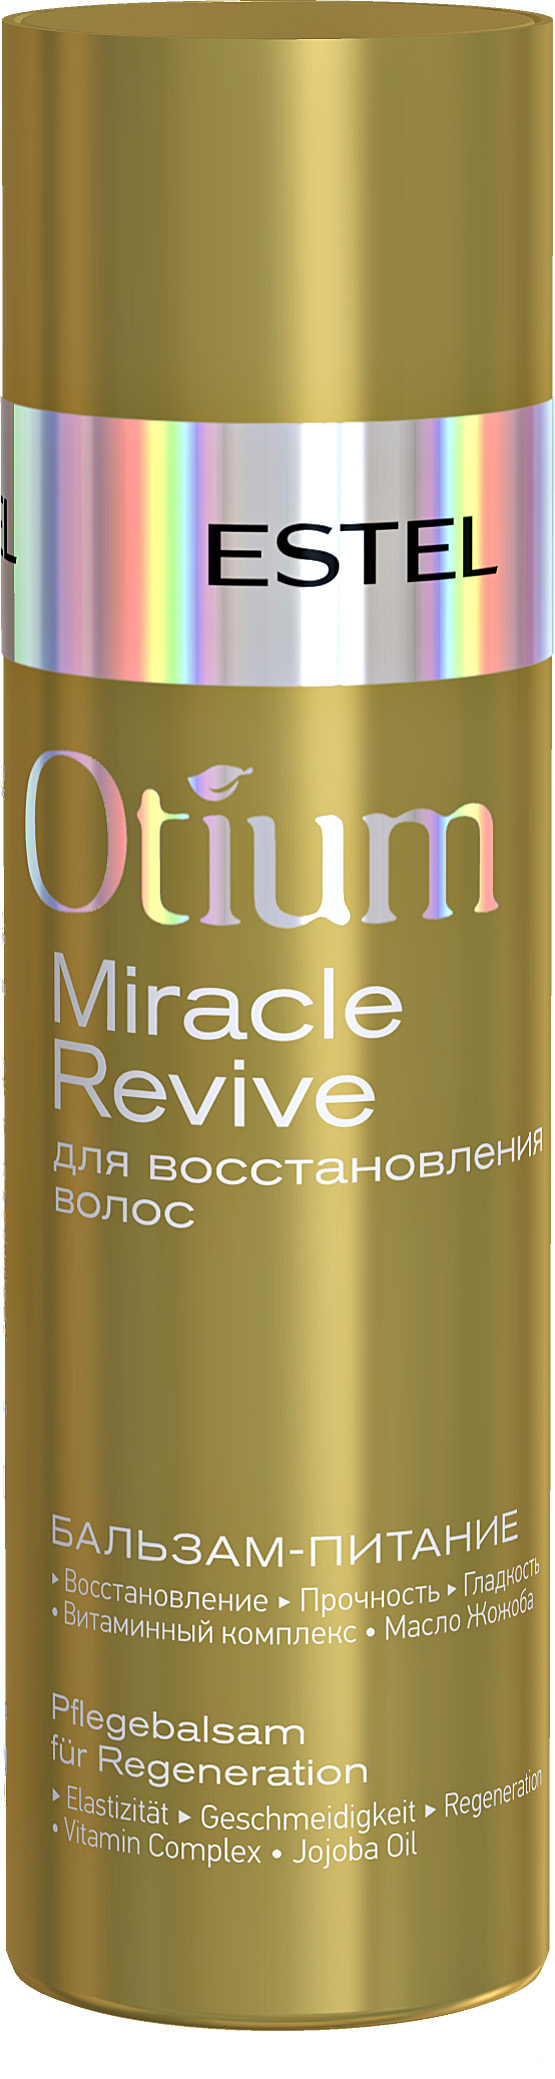 ESTEL
Otium
Miracle
Revive
для восстановления
волос
БАЛЬЗАМ-ПИТАНИЕ
▸ Восстановление ▸ Прочность ▸ Гладкость
• Витаминный комплекс • Масло Жожоба
Pflegebalsam
für Regeneration
▸ Elastizität ▸ Geschmeidigkeit ▸ Regeneration
• Vitamin Complex • Jojoba Oil